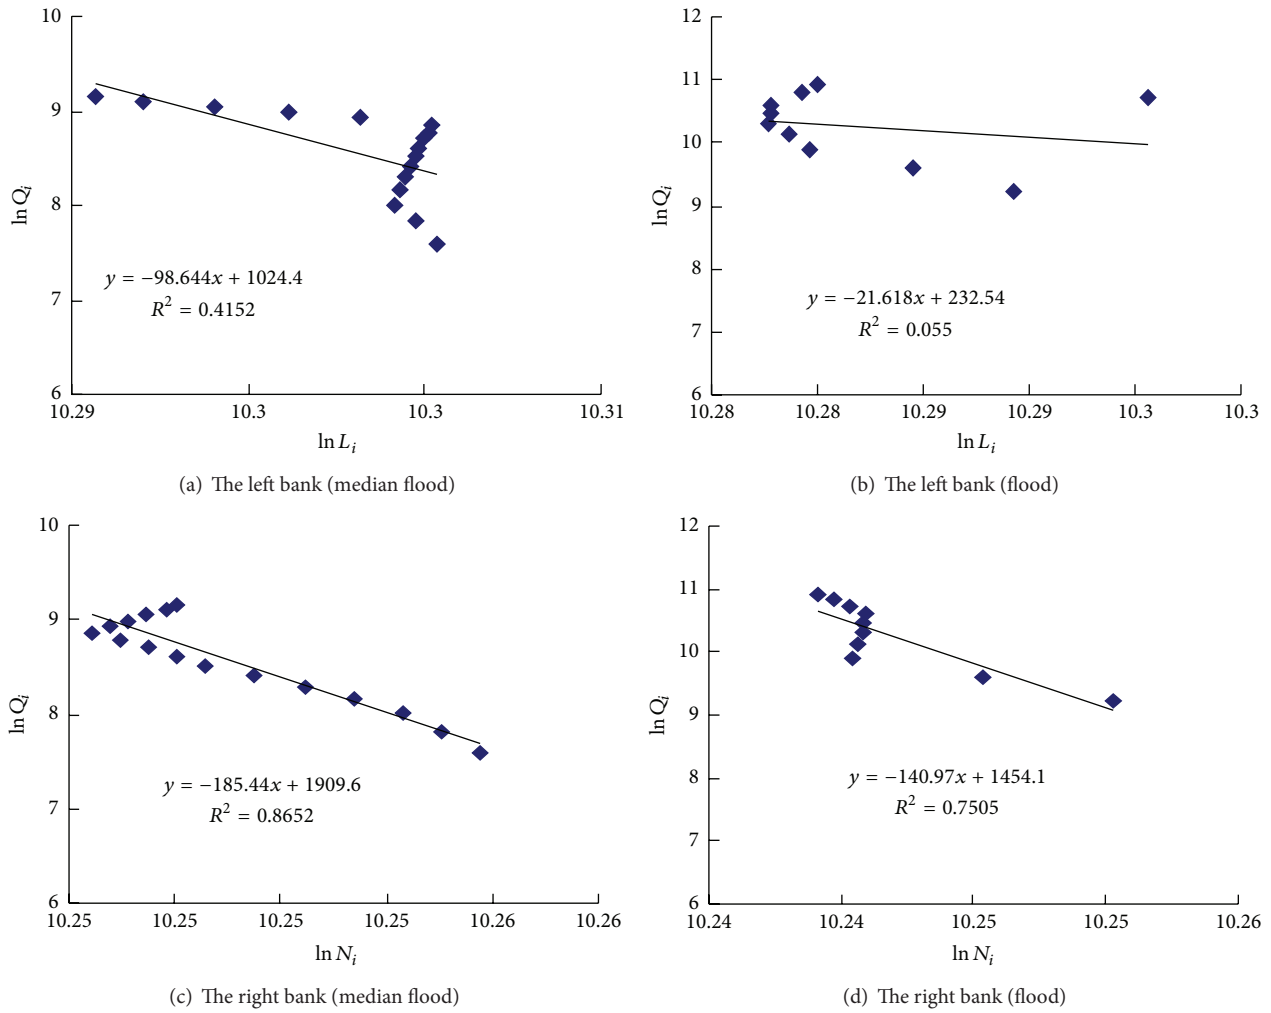 10
9
8
7
6
ln Q_i
y = −98.644x + 1024.4
R² = 0.4152
10.29 10.3 10.3 10.31
ln L_i
(a) The left bank (median flood)
12
11
10
9
8
7
6
ln Q_i
y = −21.618x + 232.54
R² = 0.055
10.28 10.28 10.29 10.29 10.3 10.3
ln L_i
(b) The left bank (flood)
10
9
8
7
6
ln Q_i
y = −185.44x + 1909.6
R² = 0.8652
10.25 10.25 10.25 10.25 10.26 10.26
ln N_i
(c) The right bank (median flood)
12
11
10
9
8
7
6
ln Q_i
y = −140.97x + 1454.1
R² = 0.7505
10.24 10.24 10.25 10.25 10.26
ln N_i
(d) The right bank (flood)